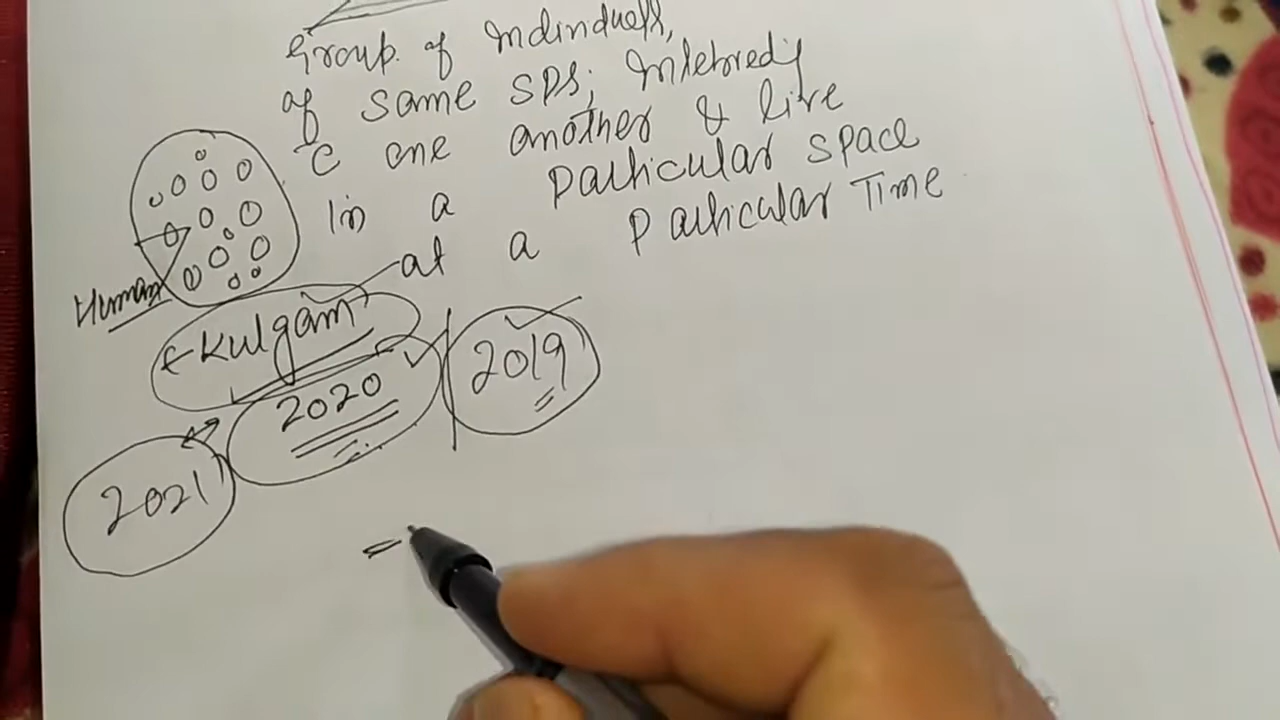 Group of Individuals,
of same SPS; Interbredig
C one another & live
In a particular space
at a particular Time
Human
Kulgam
2020
2019
2021